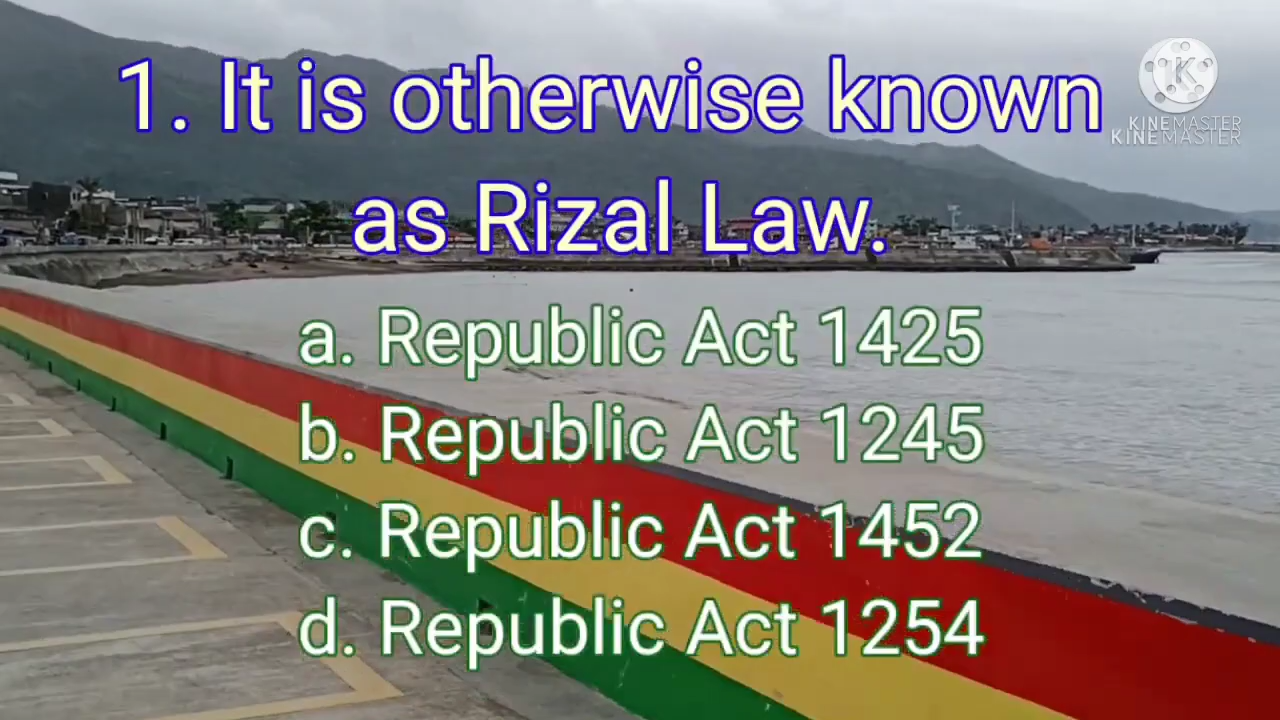 1. It is otherwise known
as Rizal Law.
a. Republic Act 1425
b. Republic Act 1245
c. Republic Act 1452
d. Republic Act 1254
K
KINEMASTER
KINEMASTER